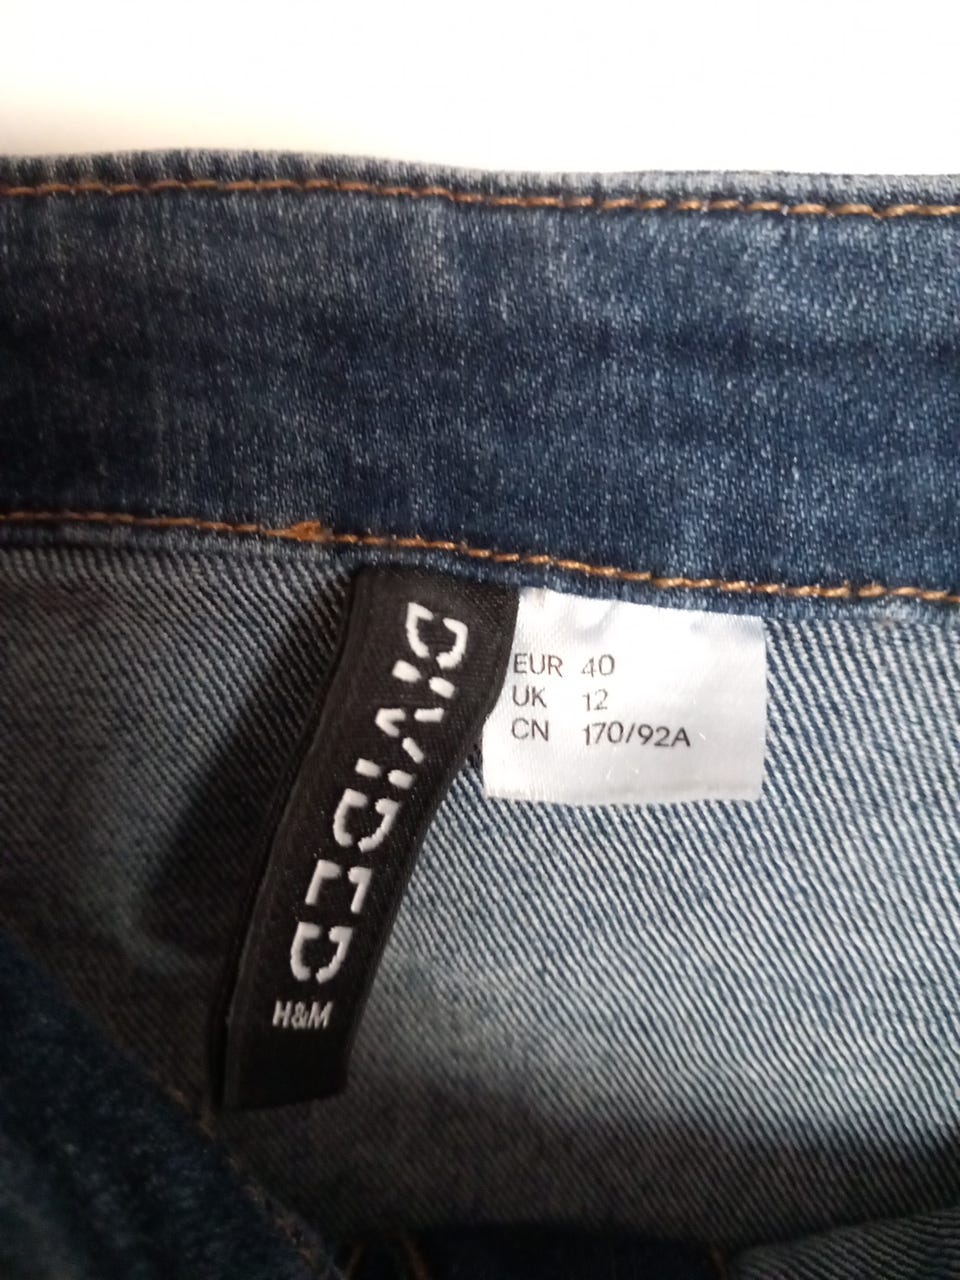 DIVIDED
H&M
EUR 40
UK 12
CN 170/92A